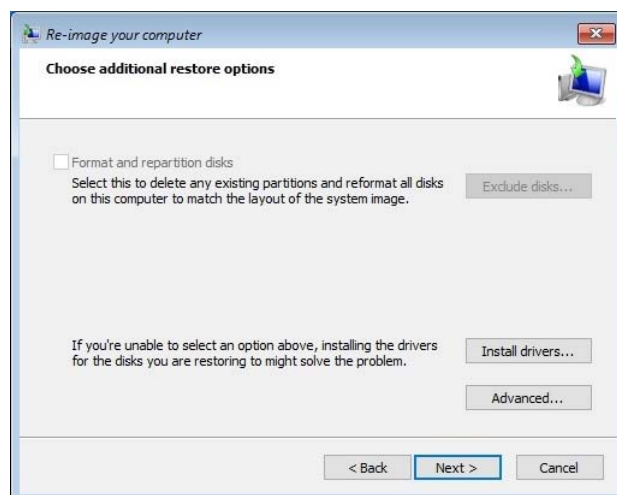 Re-image your computer
Choose additional restore options
Format and repartition disks
Select this to delete any existing partitions and reformat all disks
on this computer to match the layout of the system image.
Exclude disks...
If you're unable to select an option above, installing the drivers
for the disks you are restoring to might solve the problem.
Install drivers...
Advanced...
< Back
Next >
Cancel